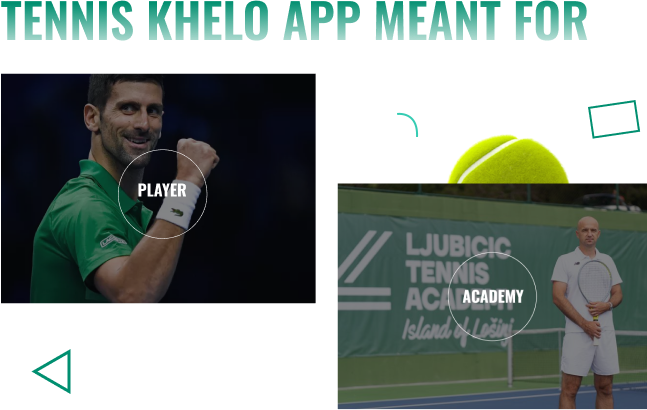 TENNIS KHELO APP MEANT FOR
PLAYER
LJUBICIC
TENNIS
ACADEMY
Island of Lošinj
ACADEMY